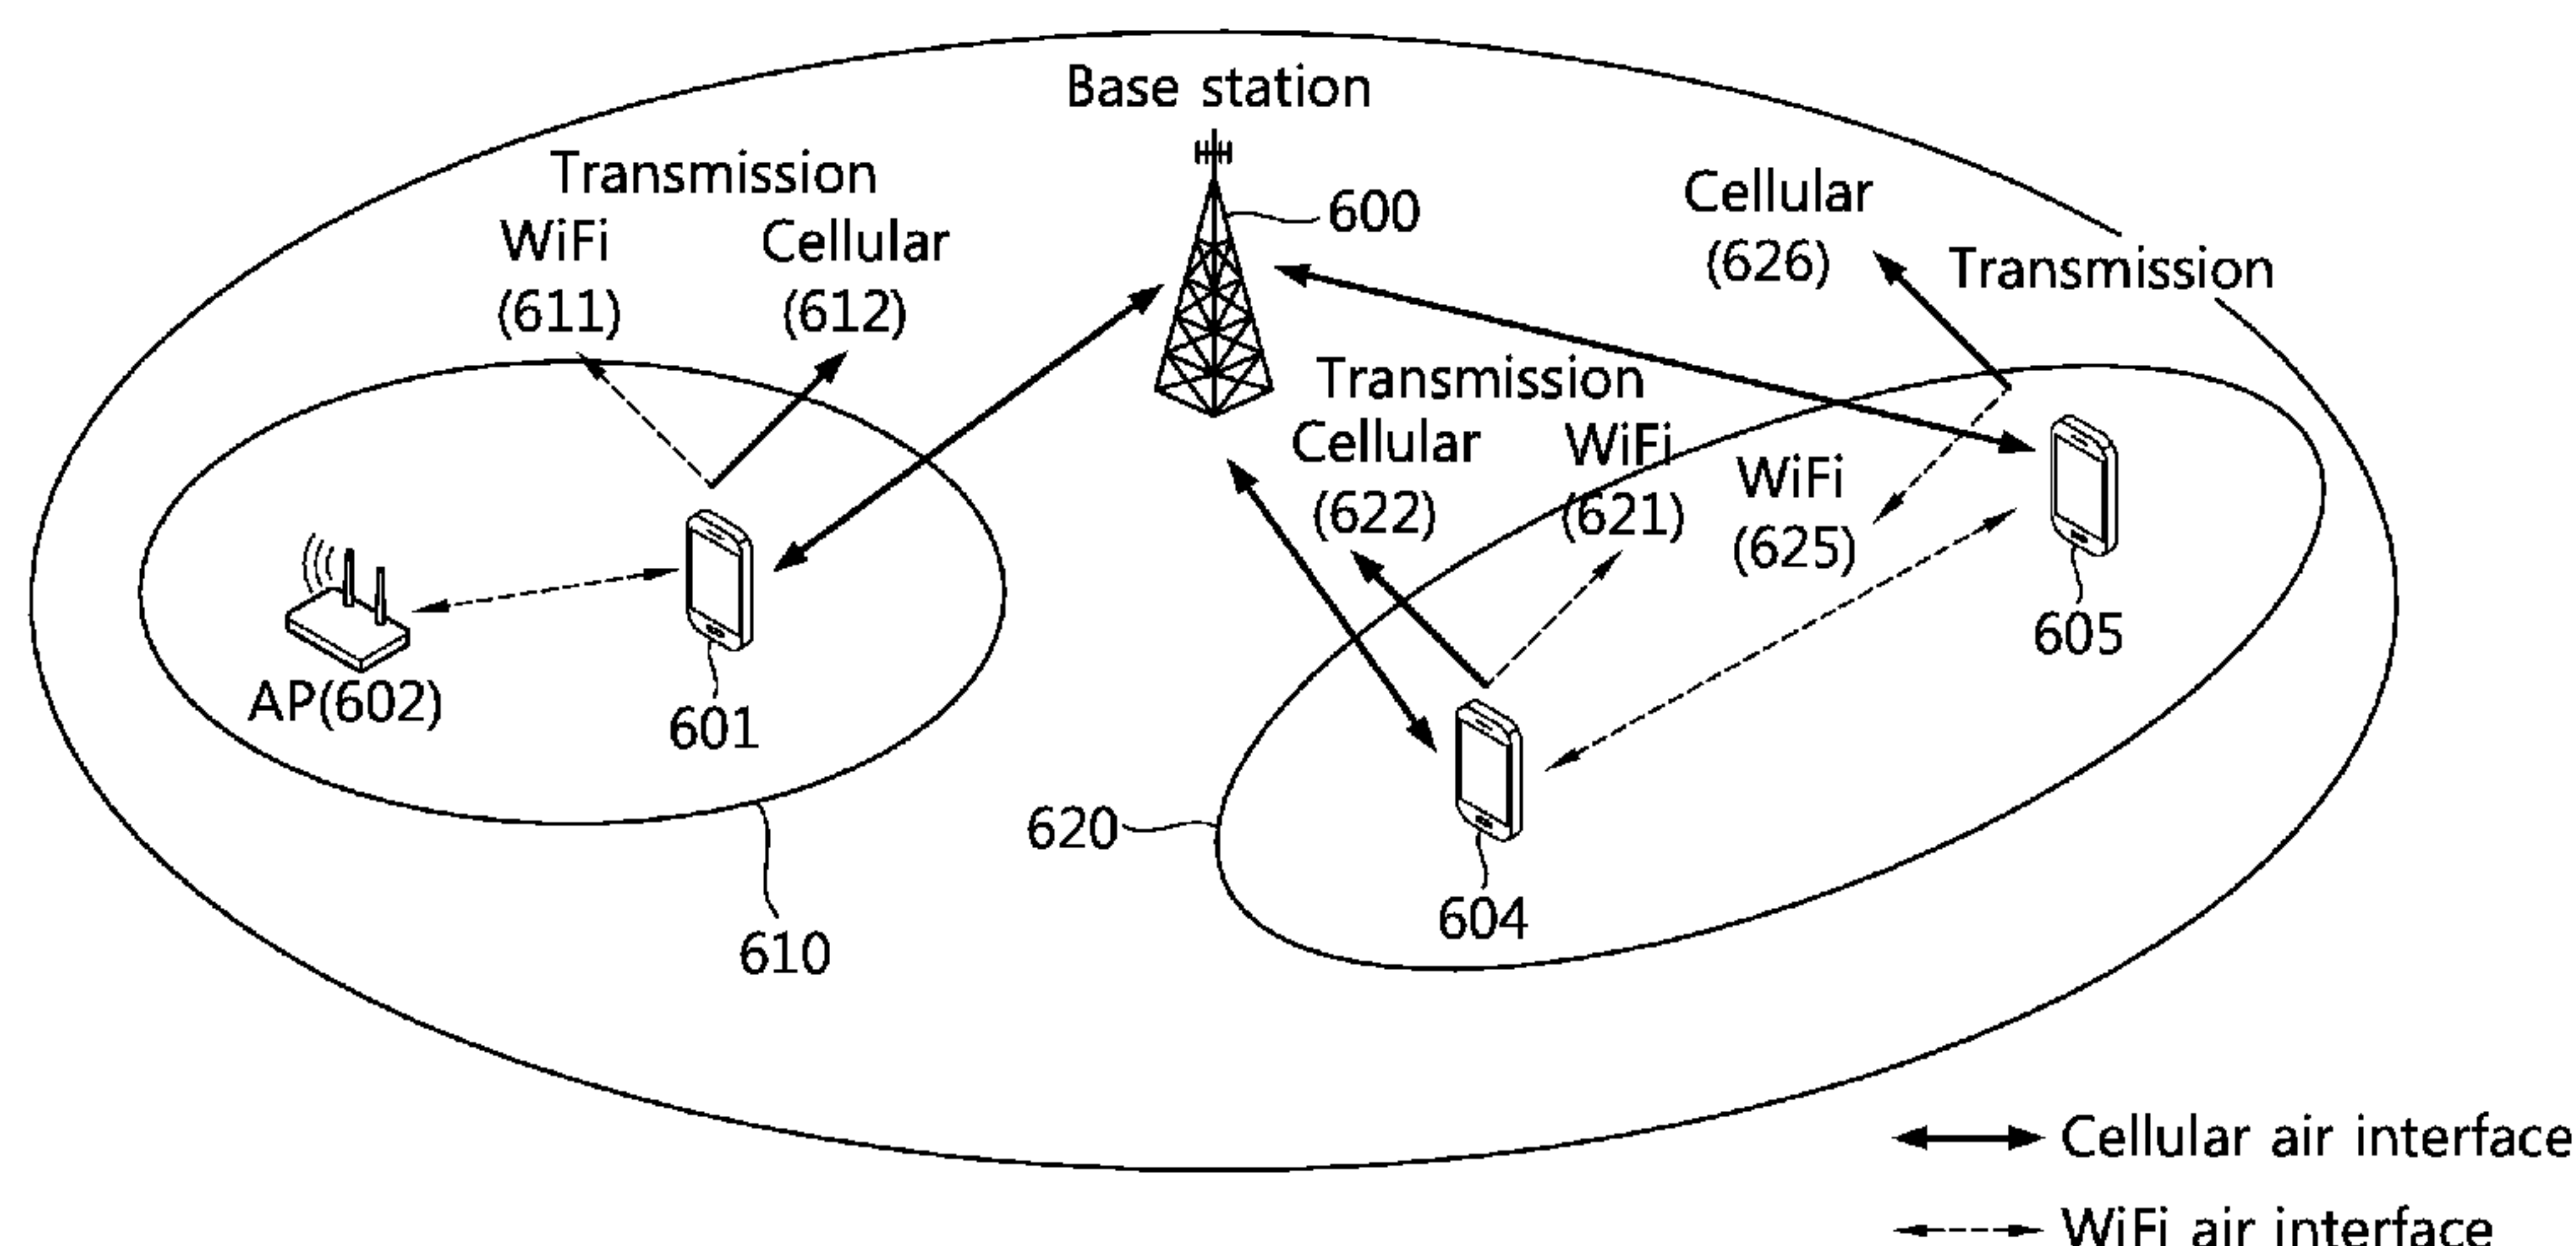 Base station
600
Transmission
WiFi
(611)
Cellular
(612)
Cellular
(626)
Transmission
Transmission
Cellular
(622)
WiFi
(621)
WiFi
(625)
605
AP(602)
601
620
604
610
Cellular air interface
WiFi air interface